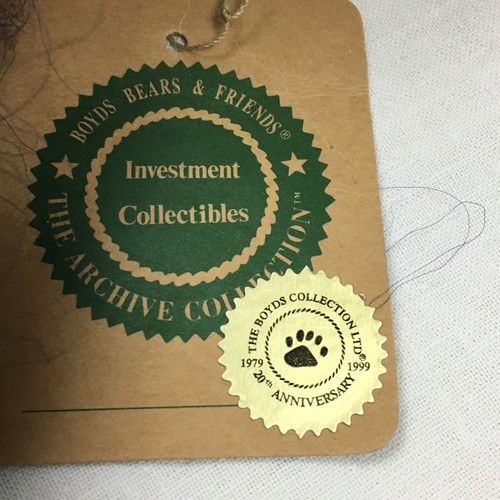 BOYDS BEARS & FRIENDS®
Investment
Collectibles
THE ARCHIVE COLLECTION™
THE BOYDS COLLECTION LTD®
1979 1999
20th ANNIVERSARY